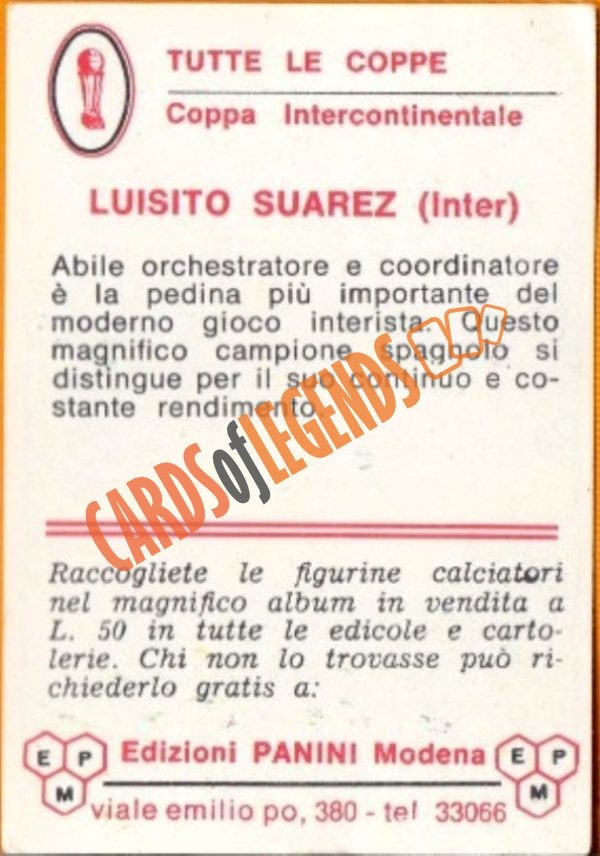 TUTTE LE COPPE
Coppa Intercontinentale
LUISITO SUAREZ (Inter)
Abile orchestratore e coordinatore
è la pedina più importante del
moderno gioco interista. Questo
magnifico campione spagnolo si
distingue per il suo continuo e co-
stante rendimento.
CARDS of LEGENDS
Raccogliete le figurine calciatori
nel magnifico album in vendita a
L. 50 in tutte le edicole e carto-
lerie. Chi non lo trovasse può ri-
chiederlo gratis a:
E P M Edizioni PANINI Modena E P M
viale emilio po, 380 - tel 33066